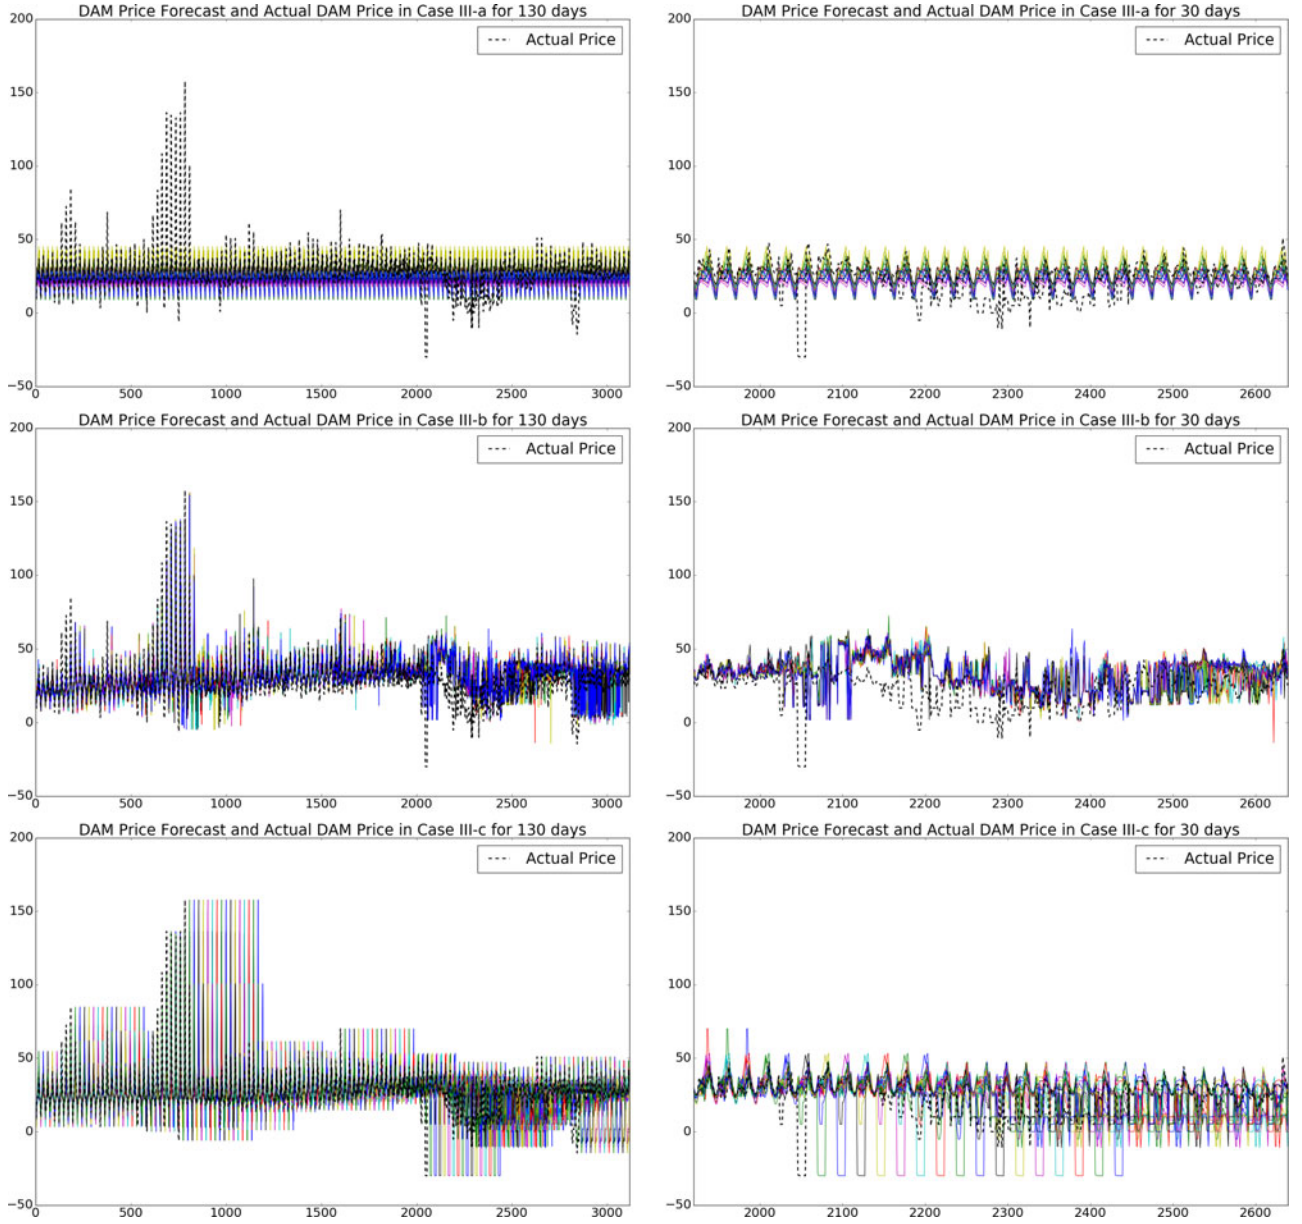 DAM Price Forecast and Actual DAM Price in Case III-a for 130 days
200
150
100
50
0
−50
0 500 1000 1500 2000 2500 3000
Actual Price
DAM Price Forecast and Actual DAM Price in Case III-a for 30 days
200
150
100
50
0
−50
2000 2100 2200 2300 2400 2500 2600
Actual Price
DAM Price Forecast and Actual DAM Price in Case III-b for 130 days
200
150
100
50
0
−50
0 500 1000 1500 2000 2500 3000
Actual Price
DAM Price Forecast and Actual DAM Price in Case III-b for 30 days
200
150
100
50
0
−50
2000 2100 2200 2300 2400 2500 2600
Actual Price
DAM Price Forecast and Actual DAM Price in Case III-c for 130 days
200
150
100
50
0
−50
0 500 1000 1500 2000 2500 3000
Actual Price
DAM Price Forecast and Actual DAM Price in Case III-c for 30 days
200
150
100
50
0
−50
2000 2100 2200 2300 2400 2500 2600
Actual Price